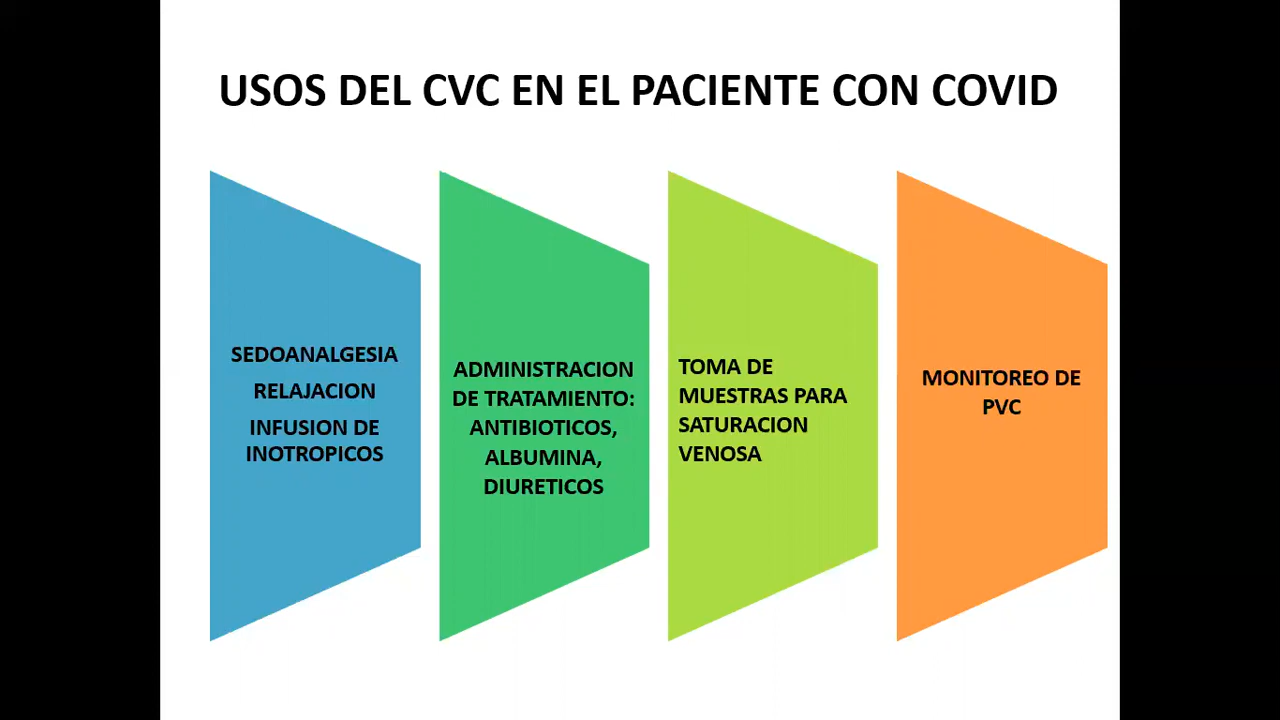 USOS DEL CVC EN EL PACIENTE CON COVID
SEDOANALGESIA
RELAJACION
INFUSION DE
INOTROPICOS
ADMINISTRACION
DE TRATAMIENTO:
ANTIBIOTICOS,
ALBUMINA,
DIURETICOS
TOMA DE
MUESTRAS PARA
SATURACION
VENOSA
MONITOREO DE
PVC